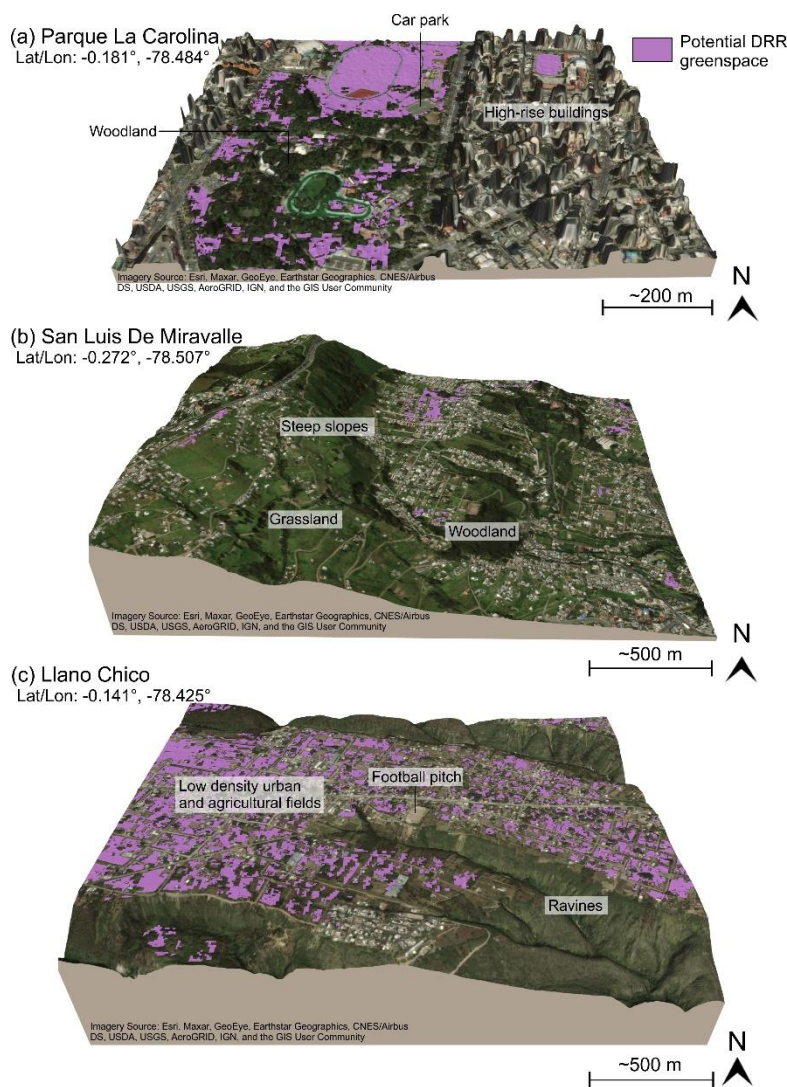 (a) Parque La Carolina
Lat/Lon: -0.181°, -78.484°
Car park
Potential DRR
greenspace
Woodland
High-rise buildings
Imagery Source: Esri, Maxar, GeoEye, Earthstar Geographics, CNES/Airbus
DS, USDA, USGS, AeroGRID, IGN, and the GIS User Community
N
~200 m
(b) San Luis De Miravalle
Lat/Lon: -0.272°, -78.507°
Steep slopes
Grassland
Woodland
Imagery Source: Esri, Maxar, GeoEye, Earthstar Geographics, CNES/Airbus
DS, USDA, USGS, AeroGRID, IGN, and the GIS User Community
N
~500 m
(c) Llano Chico
Lat/Lon: -0.141°, -78.425°
Football pitch
Low density urban
and agricultural fields
Ravines
Imagery Source: Esri, Maxar, GeoEye, Earthstar Geographics, CNES/Airbus
DS, USDA, USGS, AeroGRID, IGN, and the GIS User Community
N
~500 m